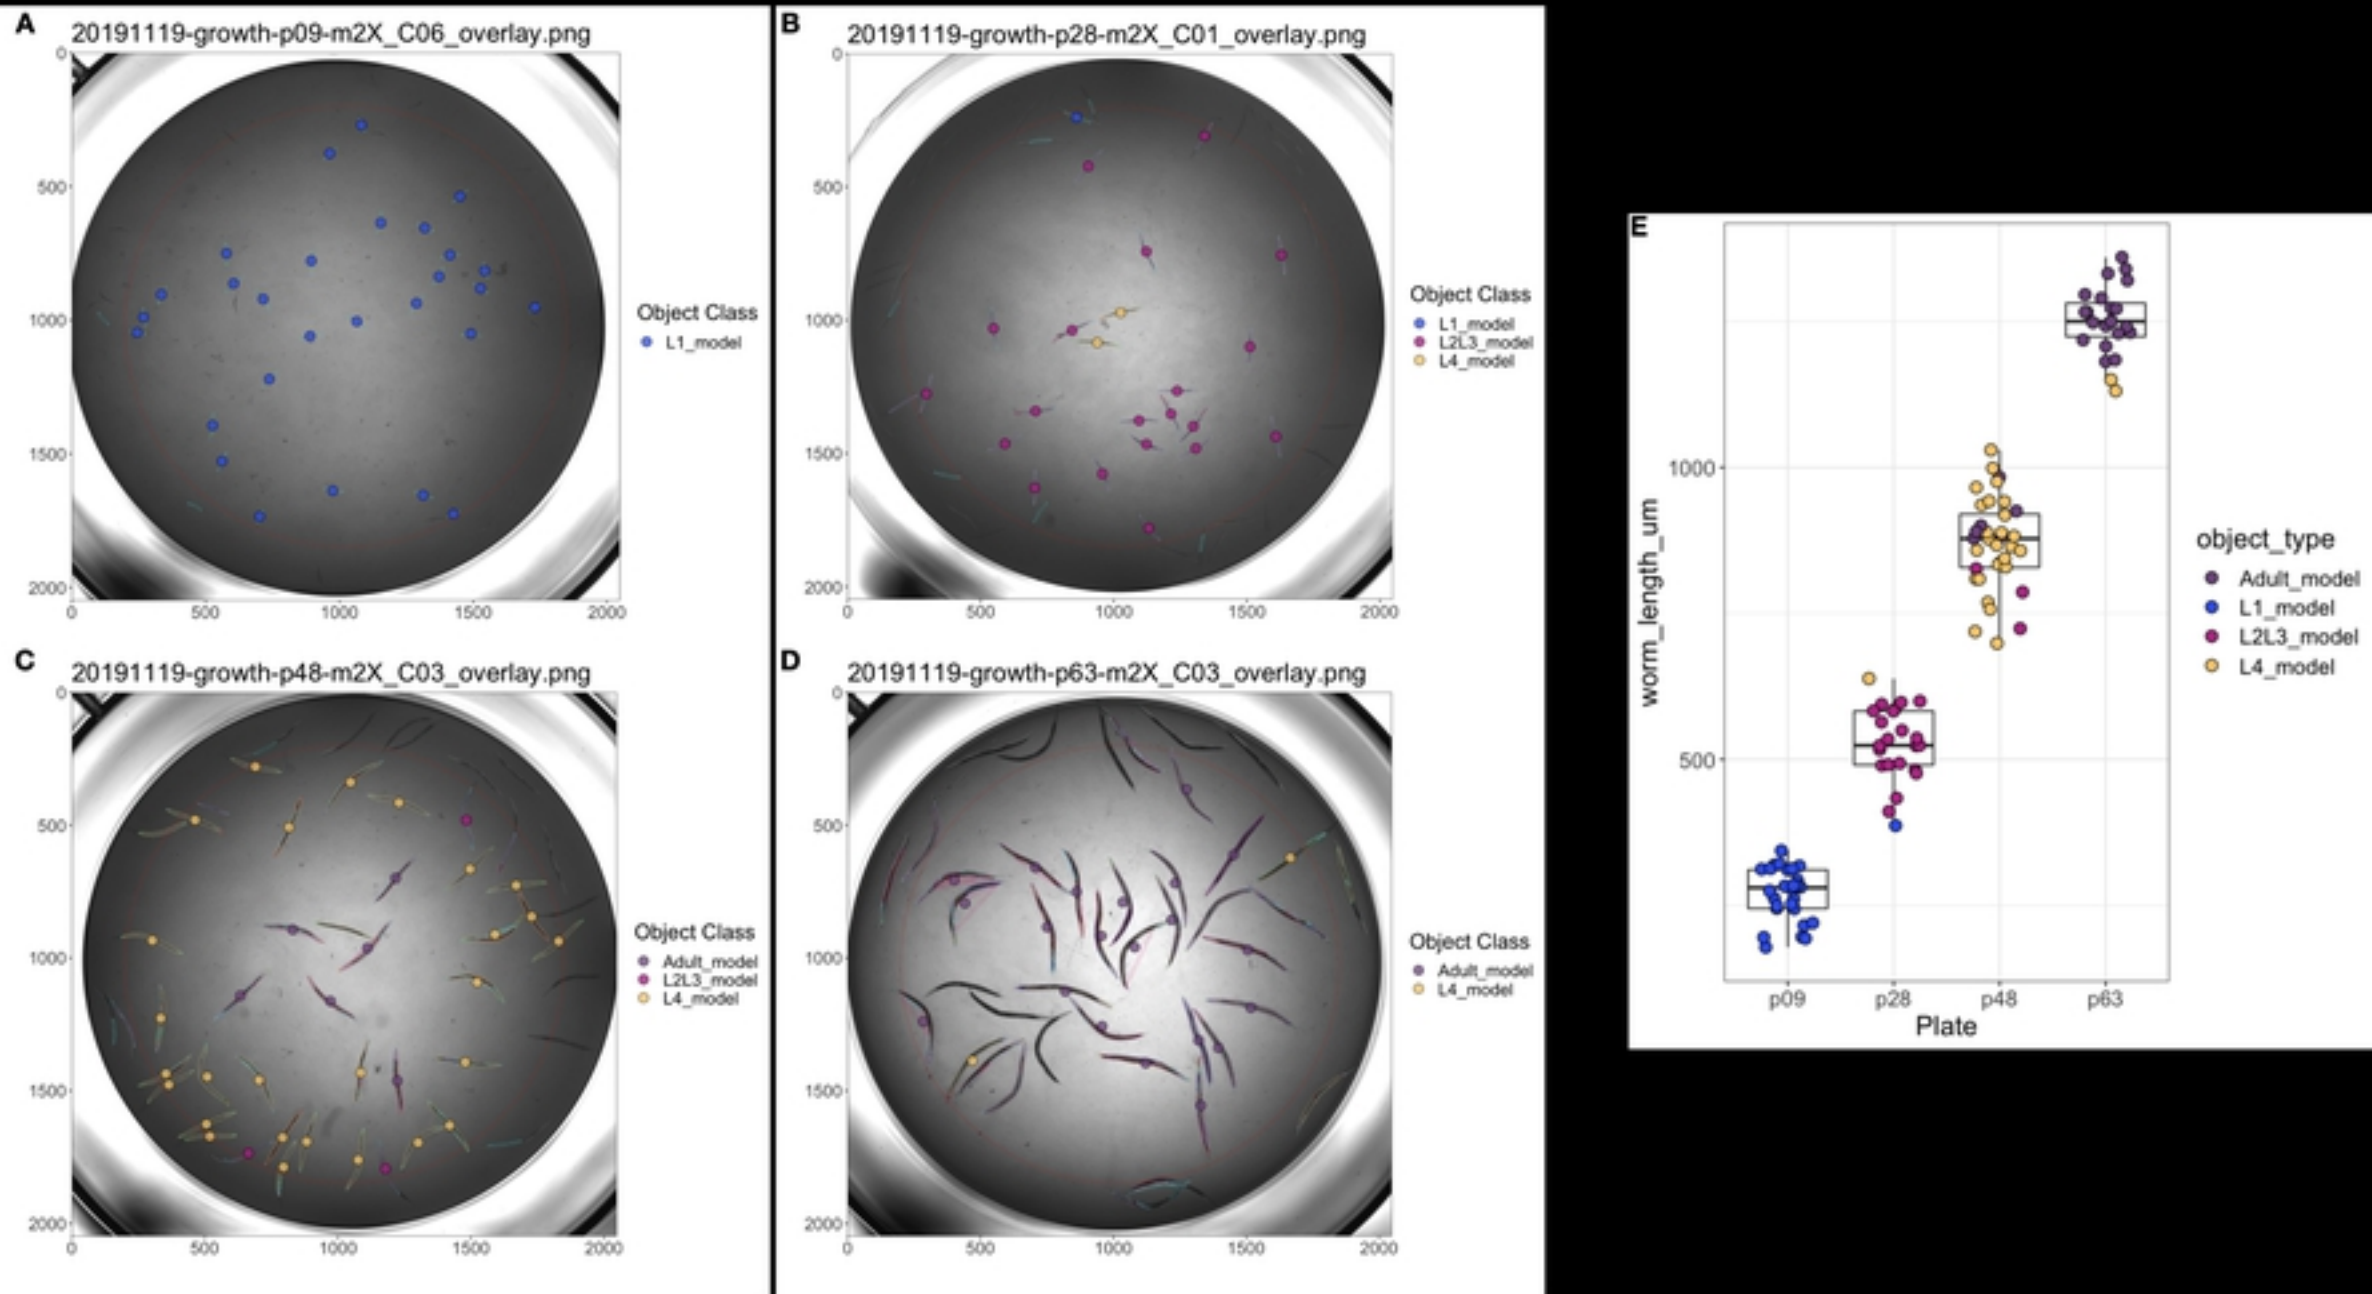 A
20191119-growth-p09-m2X_C06_overlay.png
0
500
1000
1500
2000
0 500 1000 1500 2000
Object Class
L1_model
B
20191119-growth-p28-m2X_C01_overlay.png
0
500
1000
1500
2000
0 500 1000 1500 2000
Object Class
L1_model
L2L3_model
L4_model
C
20191119-growth-p48-m2X_C03_overlay.png
0
500
1000
1500
2000
0 500 1000 1500 2000
Object Class
Adult_model
L2L3_model
L4_model
D
20191119-growth-p63-m2X_C03_overlay.png
0
500
1000
1500
2000
0 500 1000 1500 2000
Object Class
Adult_model
L4_model
E
worm_length_um
1000
500
p09 p28 p48 p63
Plate
object_type
Adult_model
L1_model
L2L3_model
L4_model